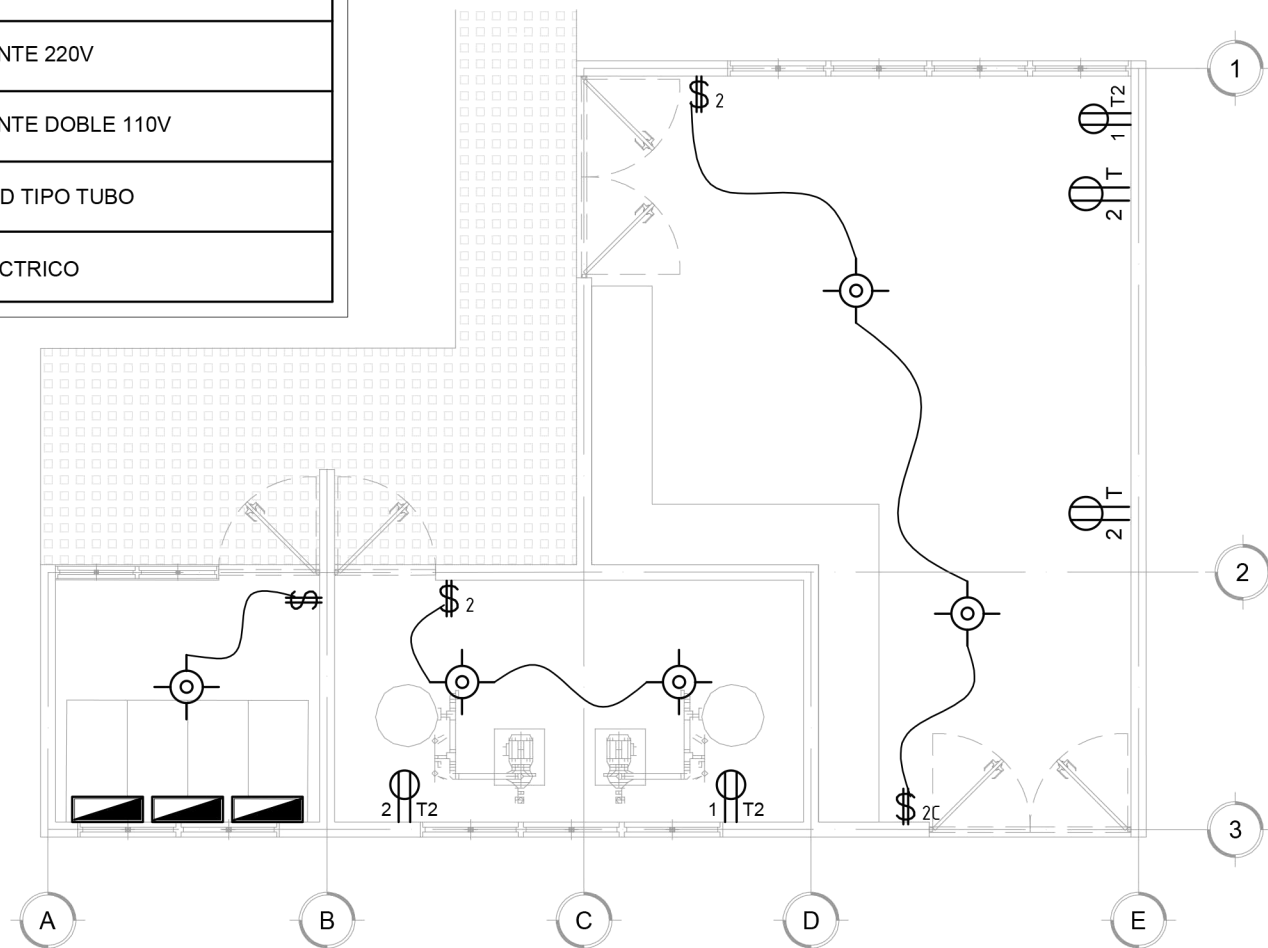 NTE 220V
NTE DOBLE 110V
D TIPO TUBO
CTRICO
1
$ 2
T2
1
T
2
T
2
2
$
$ 2
2 T2
1 T2
$ 2C
3
A
B
C
D
E